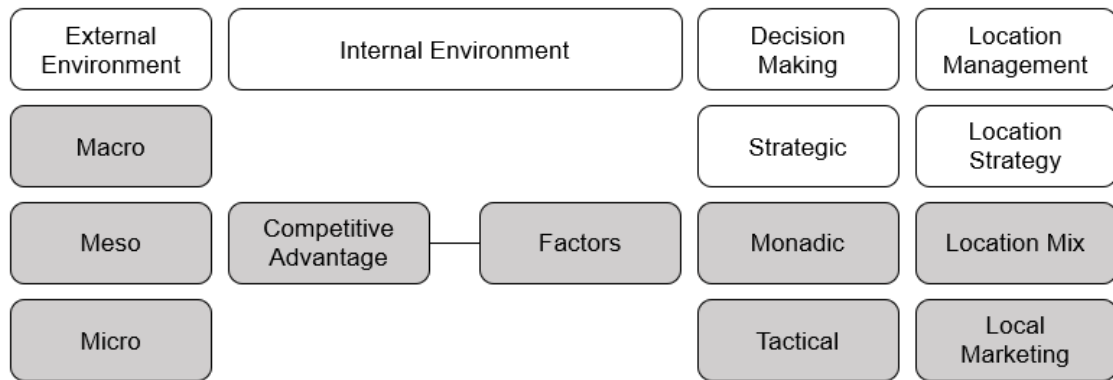 External
Environment
Internal Environment
Decision
Making
Location
Management
Macro
Strategic
Location
Strategy
Meso
Competitive
Advantage
Factors
Monadic
Location Mix
Micro
Tactical
Local
Marketing